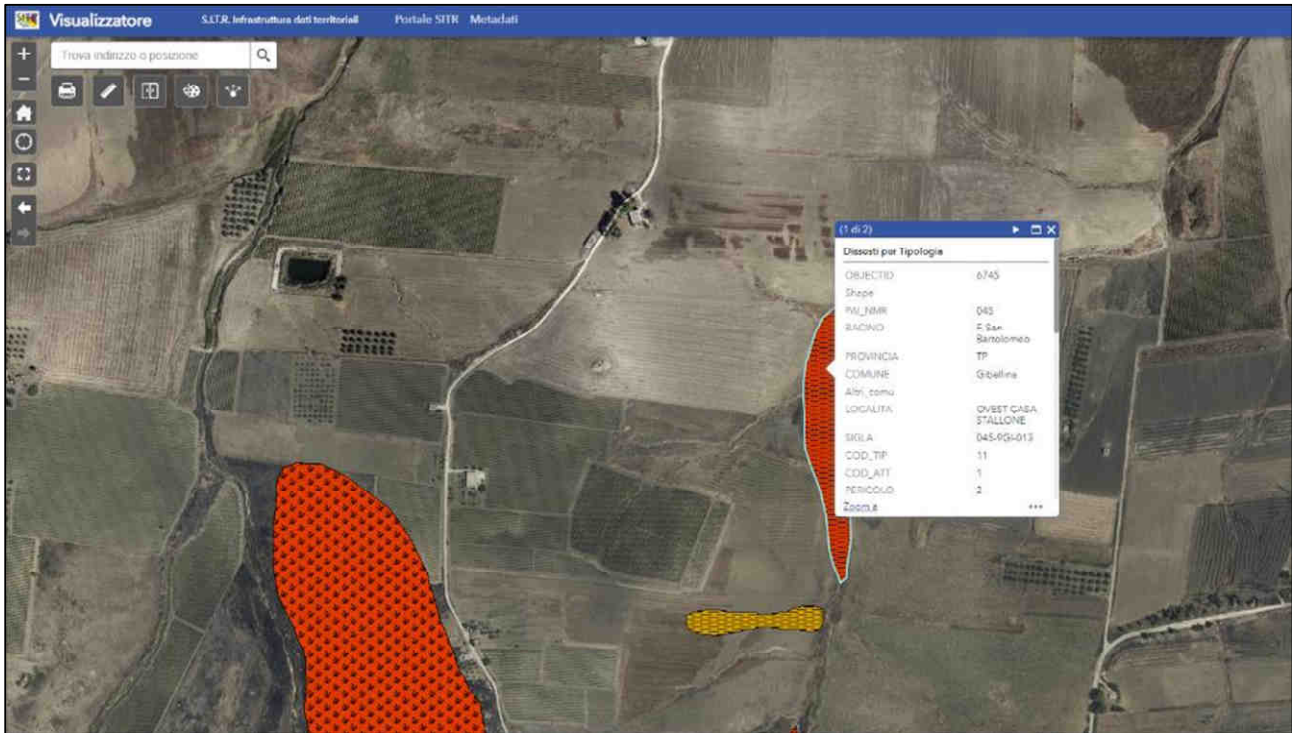 SITR Visualizzatore S.I.T.R. Infrastruttura dati territoriali Portale SITR Metadati
Trova indirizzo o posizione
(1 di 2)
Dissesti per Tipologia
OBJECTID 6745
Shape
PAI_NMR 045
BACINO F. San
Bartolomeo
PROVINCIA TP
COMUNE Gibellina
Altri_comu
LOCALITA OVEST CASA
STALLONE
SIGLA 045-9GI-013
COD_TIP 11
COD_ATT 1
PERICOLO 2
Zoom a